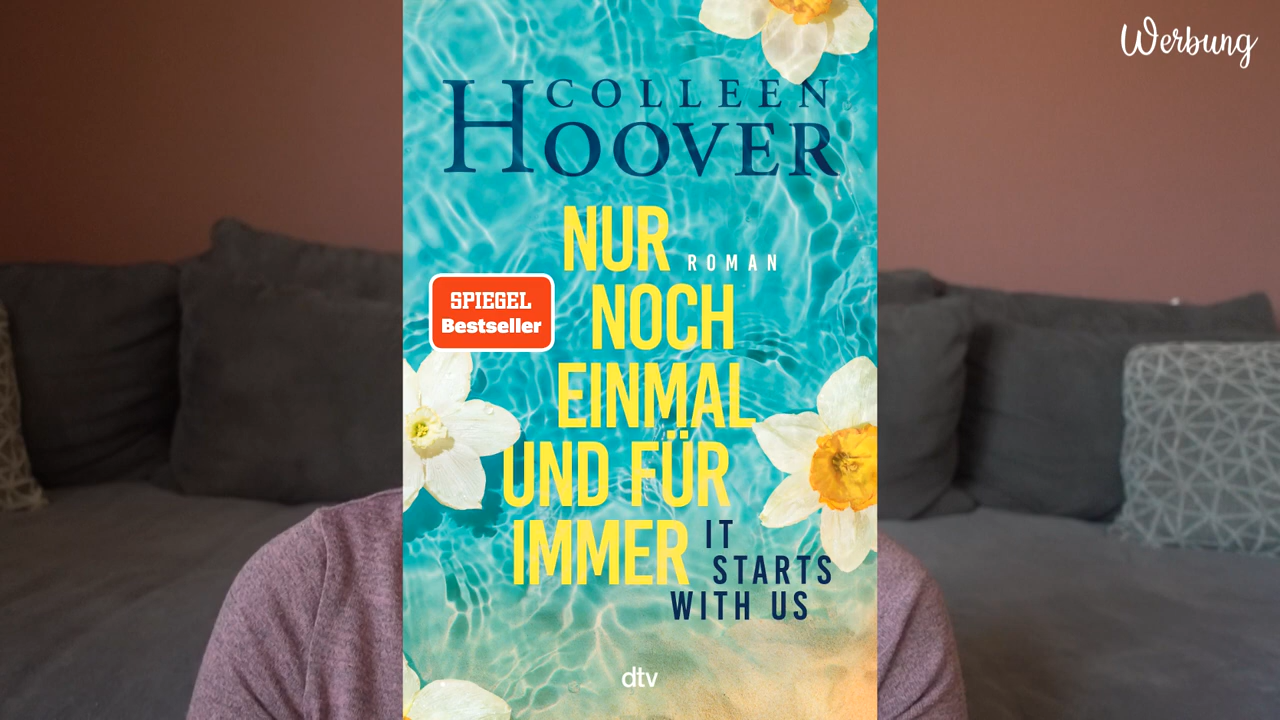 Werbung
COLLEEN
HOOVER
NUR
ROMAN
NOCH
SPIEGEL
Bestseller
EINMAL
UND FÜR
IMMER
IT
STARTS
WITH US
dtv